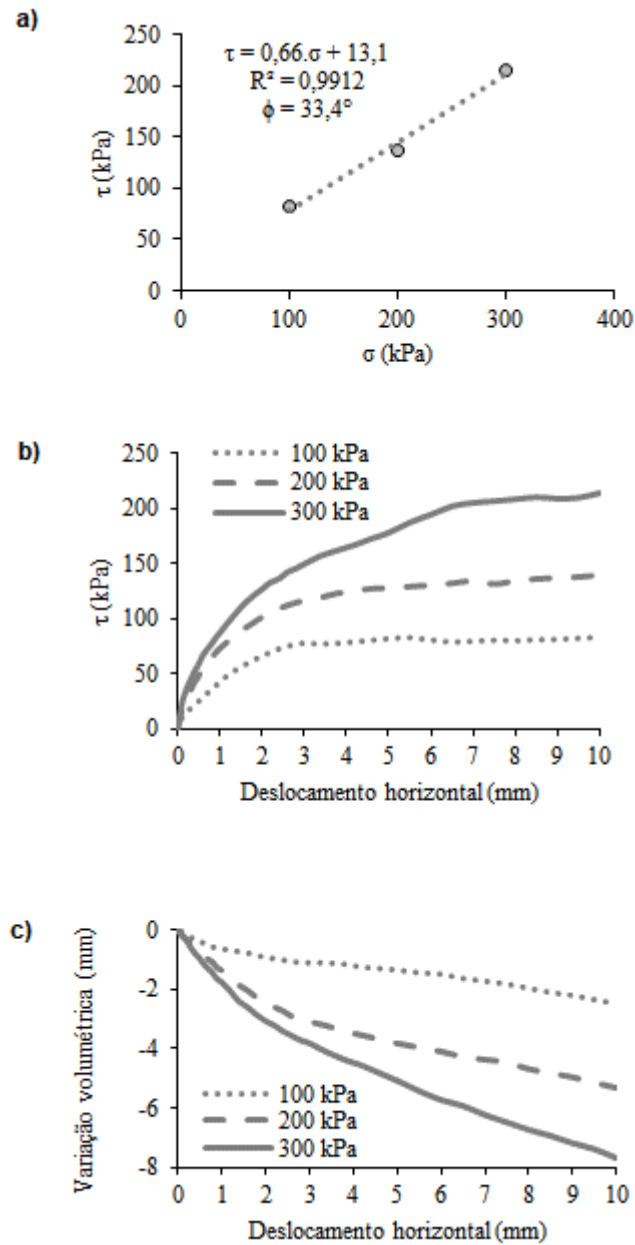 a)
τ = 0,66.σ + 13,1
R² = 0,9912
ϕ = 33,4°
250
200
150
100
50
0
τ (kPa)
0 100 200 300 400
σ (kPa)
b)
100 kPa
200 kPa
300 kPa
250
200
150
100
50
0
τ (kPa)
0 1 2 3 4 5 6 7 8 9 10
Deslocamento horizontal (mm)
c)
0
-2
-4
-6
-8
Variação volumétrica (mm)
100 kPa
200 kPa
300 kPa
0 1 2 3 4 5 6 7 8 9 10
Deslocamento horizontal (mm)